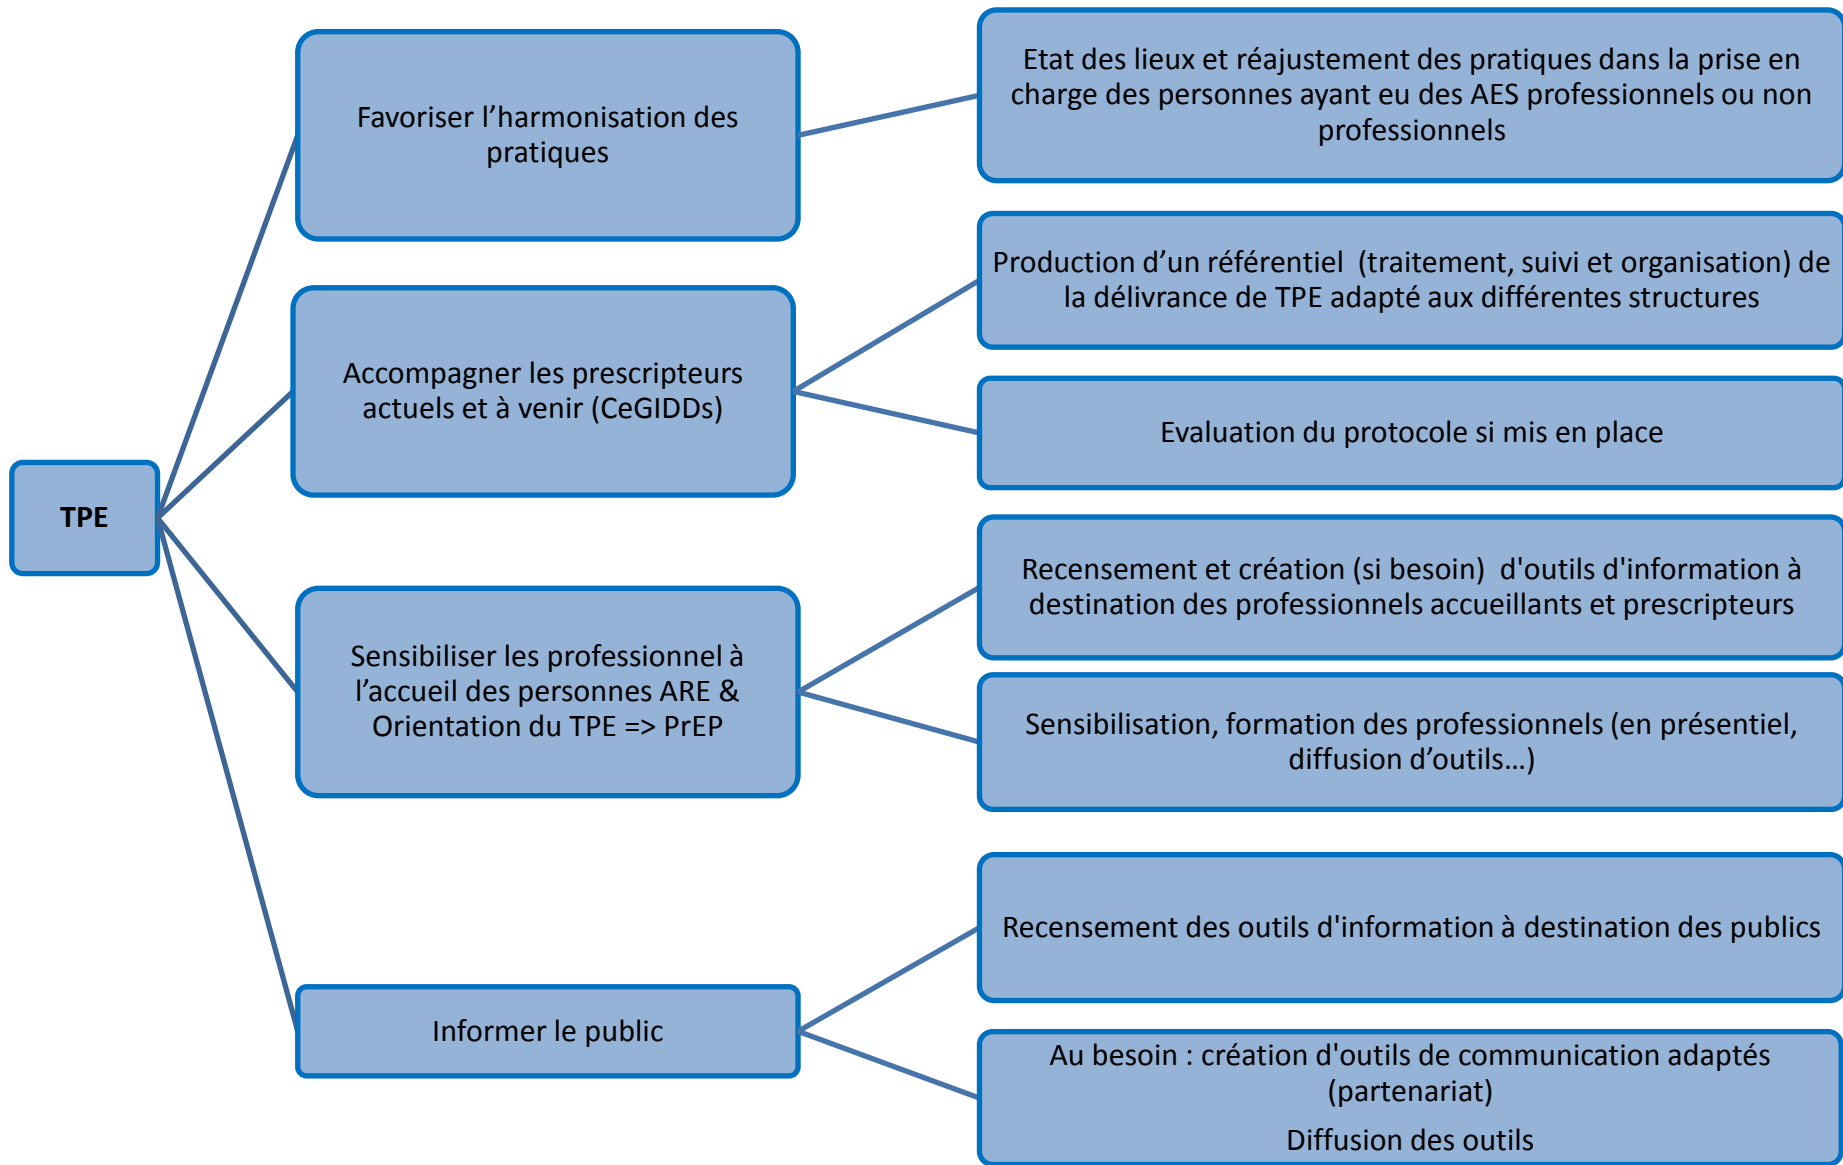 TPE
Favoriser l’harmonisation des
pratiques
Etat des lieux et réajustement des pratiques dans la prise en
charge des personnes ayant eu des AES professionnels ou non
professionnels
Accompagner les prescripteurs
actuels et à venir (CeGIDDs)
Production d’un référentiel  (traitement, suivi et organisation) de
la délivrance de TPE adapté aux différentes structures
Evaluation du protocole si mis en place
Sensibiliser les professionnel à
l’accueil des personnes ARE &
Orientation du TPE => PrEP
Recensement et création (si besoin)  d'outils d'information à
destination des professionnels accueillants et prescripteurs
Sensibilisation, formation des professionnels (en présentiel,
diffusion d’outils…)
Informer le public
Recensement des outils d'information à destination des publics
Au besoin : création d'outils de communication adaptés
(partenariat)
Diffusion des outils